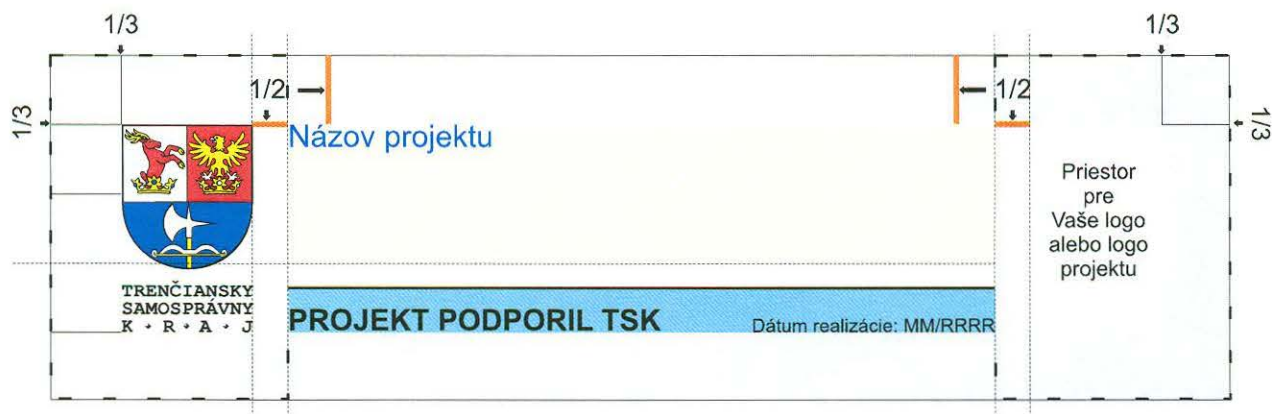 1/3
1/3
1/2
1/2
1/3
1/3
Názov projektu
Priestor
pre
Vaše logo
alebo logo
projektu
TRENČIANSKY
SAMOSPRÁVNY
K · R · A · J
PROJEKT PODPORIL TSK
Dátum realizácie: MM/RRRR